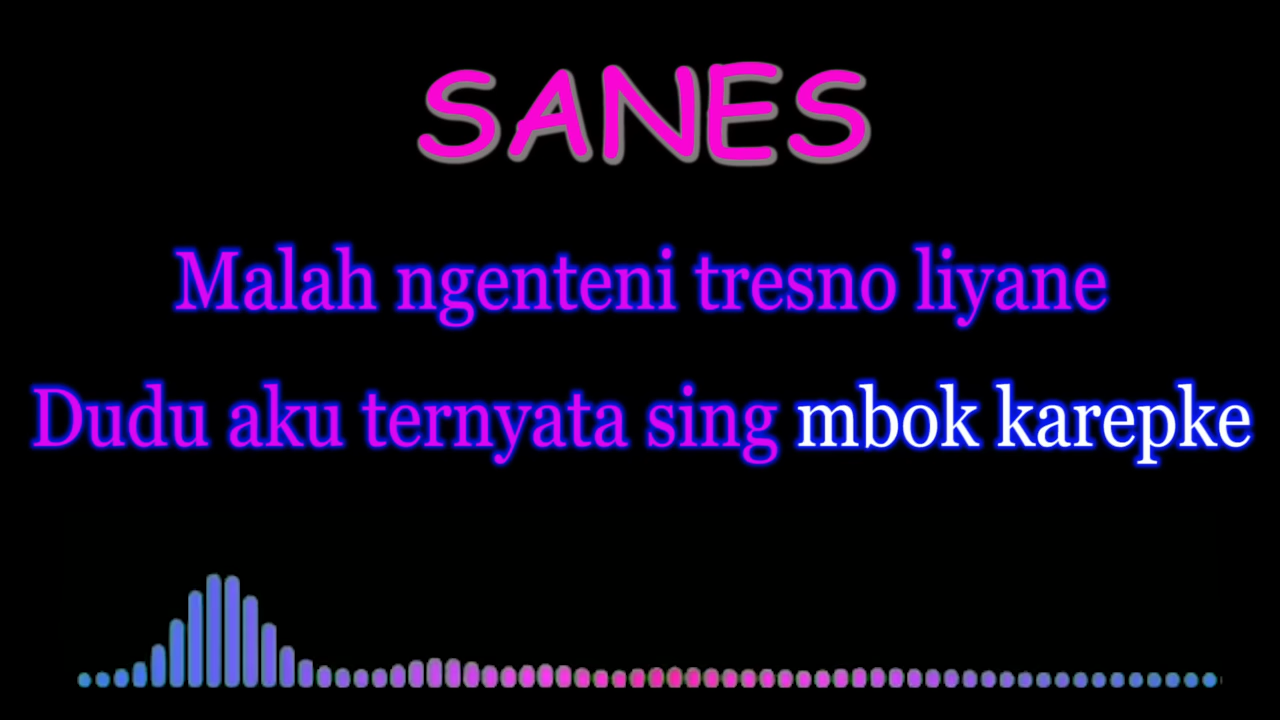 SANES
Malah ngenteni tresno liyane
Dudu aku ternyata sing mbok karepke